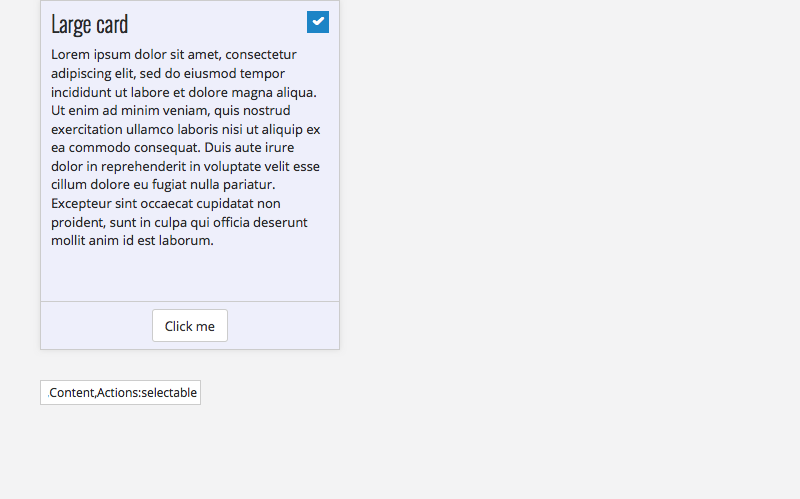 Large card
Lorem ipsum dolor sit amet, consectetur
adipiscing elit, sed do eiusmod tempor
incididunt ut labore et dolore magna aliqua.
Ut enim ad minim veniam, quis nostrud
exercitation ullamco laboris nisi ut aliquip ex
ea commodo consequat. Duis aute irure
dolor in reprehenderit in voluptate velit esse
cillum dolore eu fugiat nulla pariatur.
Excepteur sint occaecat cupidatat non
proident, sunt in culpa qui officia deserunt
mollit anim id est laborum.
Click me
Content,Actions:selectable